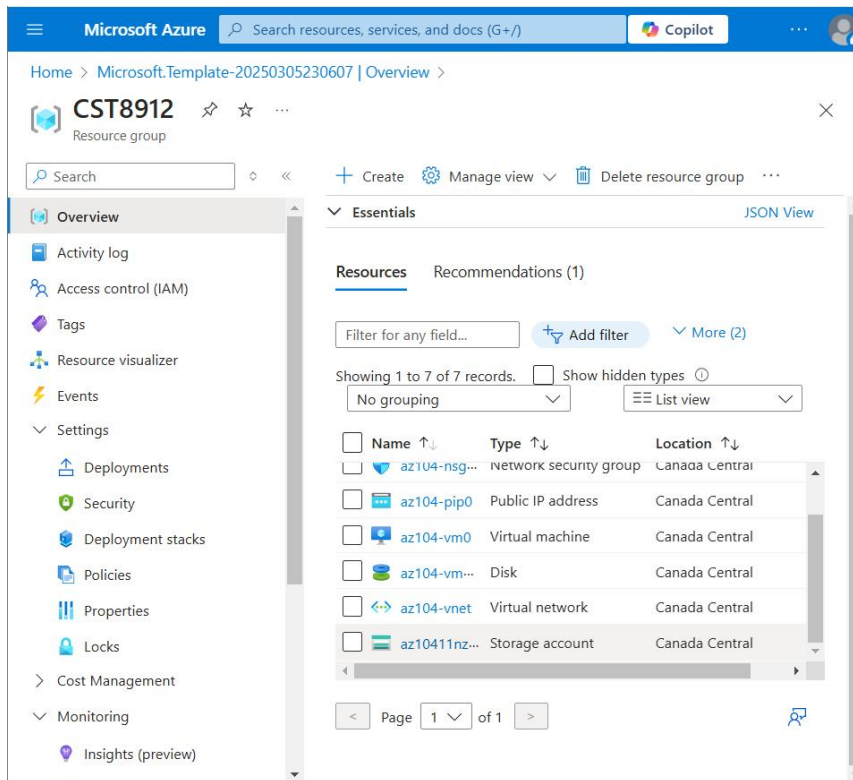 Microsoft Azure
Search resources, services, and docs (G+/)
Copilot
...
Home > Microsoft.Template-20250305230607 | Overview >
CST8912
...
Resource group
Search
Create
Manage view
Delete resource group
...
Overview
Essentials
JSON View
Activity log
Access control (IAM)
Resources
Recommendations (1)
Tags
Filter for any field...
Add filter
More (2)
Resource visualizer
Showing 1 to 7 of 7 records.
Show hidden types
Events
No grouping
List view
Settings
Name
Type
Location
Deployments
az104-nsg... Network security group Canada Central
Security
az104-pip0 Public IP address Canada Central
Deployment stacks
az104-vm0 Virtual machine Canada Central
Policies
az104-vm... Disk Canada Central
Properties
az104-vnet Virtual network Canada Central
Locks
az10411nz... Storage account Canada Central
Cost Management
Monitoring
< Page 1 of 1 >
Insights (preview)